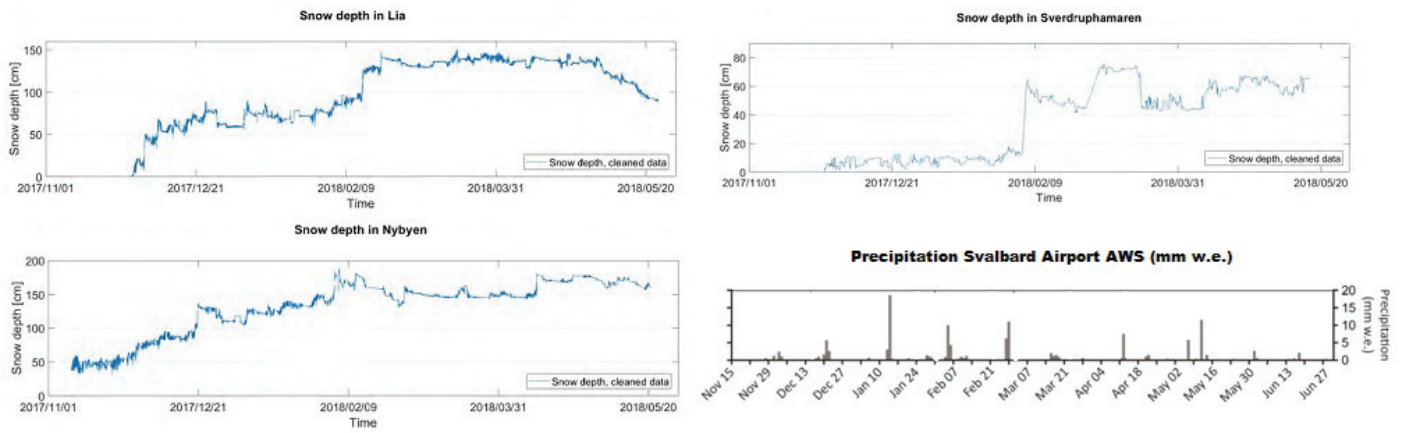 Snow depth in Lia
Snow depth [cm]
150
100
50
0
Snow depth, cleaned data
2017/11/01 2017/12/21 2018/02/09 2018/03/31 2018/05/20
Time
Snow depth in Sverdruphamaren
Snow depth [cm]
80
60
40
20
0
Snow depth, cleaned data
2017/11/01 2017/12/21 2018/02/09 2018/03/31 2018/05/20
Time
Snow depth in Nybyen
Snow depth [cm]
200
150
100
50
0
Snow depth, cleaned data
2017/11/01 2017/12/21 2018/02/09 2018/03/31 2018/05/20
Time
Precipitation Svalbard Airport AWS (mm w.e.)
20
15
10
5
0
Precipitation
(mm w.e.)
Nov 15 Nov 29 Dec 13 Dec 27 Jan 10 Jan 24 Feb 07 Feb 21 Mar 07 Mar 21 Apr 04 Apr 18 May 02 May 16 May 30 Jun 13 Jun 27